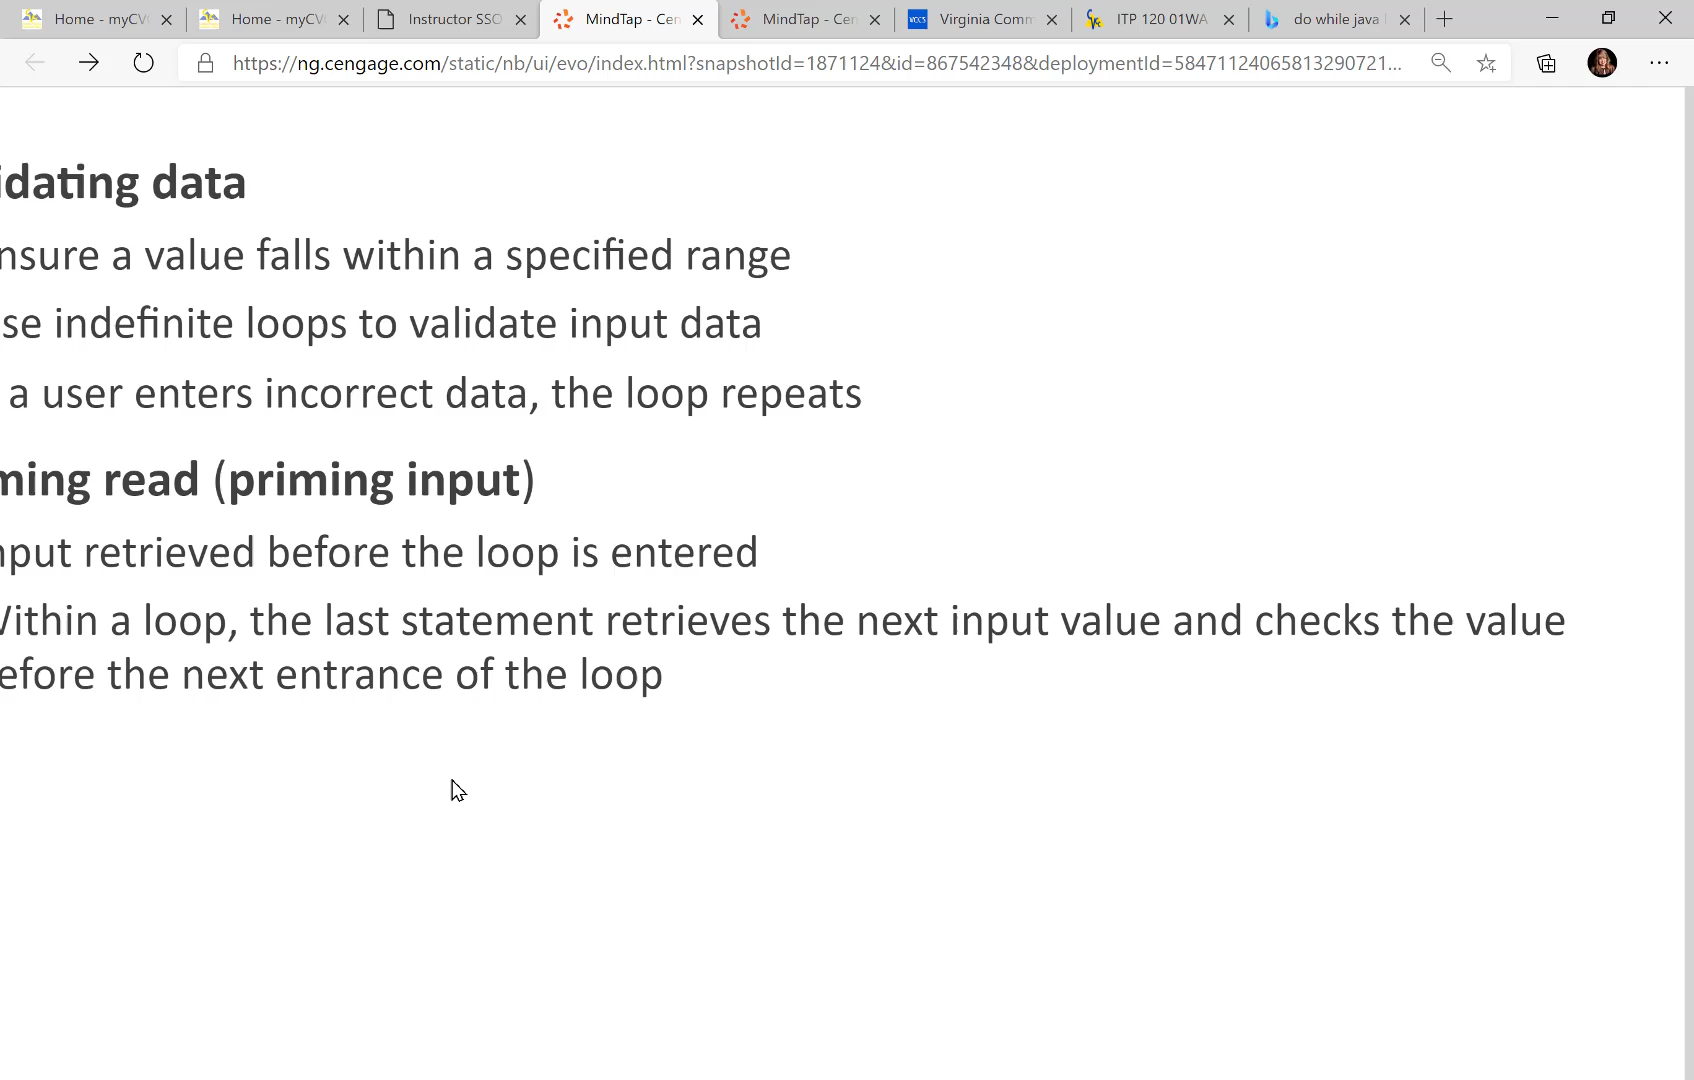 Home - myCV
Home - myCV
Instructor SSO
MindTap - Cen
MindTap - Cen
VCCS
Virginia Comm
ITP 120 01WA
do while java
https://ng.cengage.com/static/nb/ui/evo/index.html?snapshotId=1871124&id=867542348&deploymentId=58471124065813290721...
idating data
nsure a value falls within a specified range
se indefinite loops to validate input data
a user enters incorrect data, the loop repeats
ming read (priming input)
nput retrieved before the loop is entered
Within a loop, the last statement retrieves the next input value and checks the value
efore the next entrance of the loop